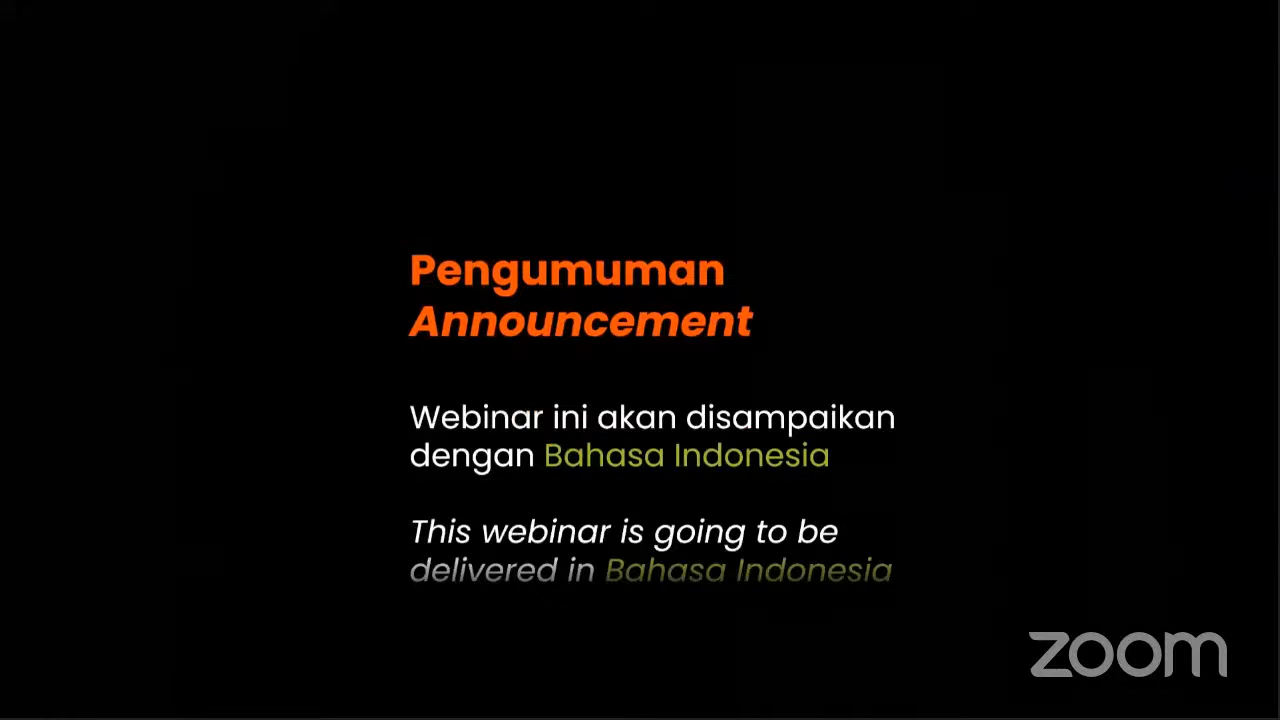 Pengumuman
Announcement
Webinar ini akan disampaikan
dengan Bahasa Indonesia
This webinar is going to be
delivered in Bahasa Indonesia
zoom